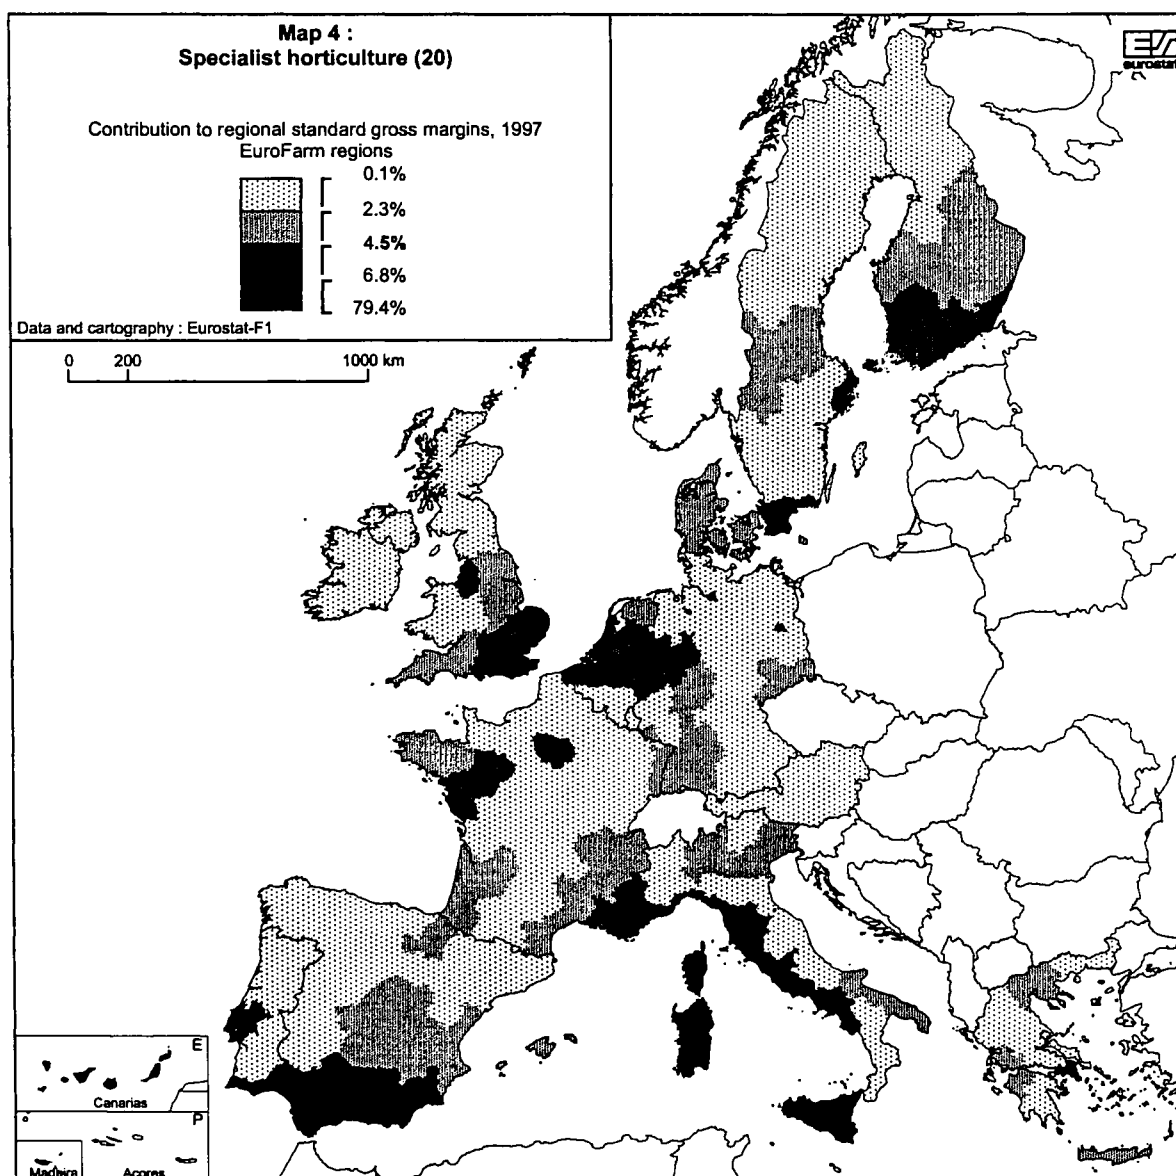 Map 4 :
Specialist horticulture (20)
eurostat
Contribution to regional standard gross margins, 1997
EuroFarm regions
0.1%
2.3%
4.5%
6.8%
79.4%
Data and cartography : Eurostat-F1
0 200 1000 km
E
Canarias
P
Madeira
Açores